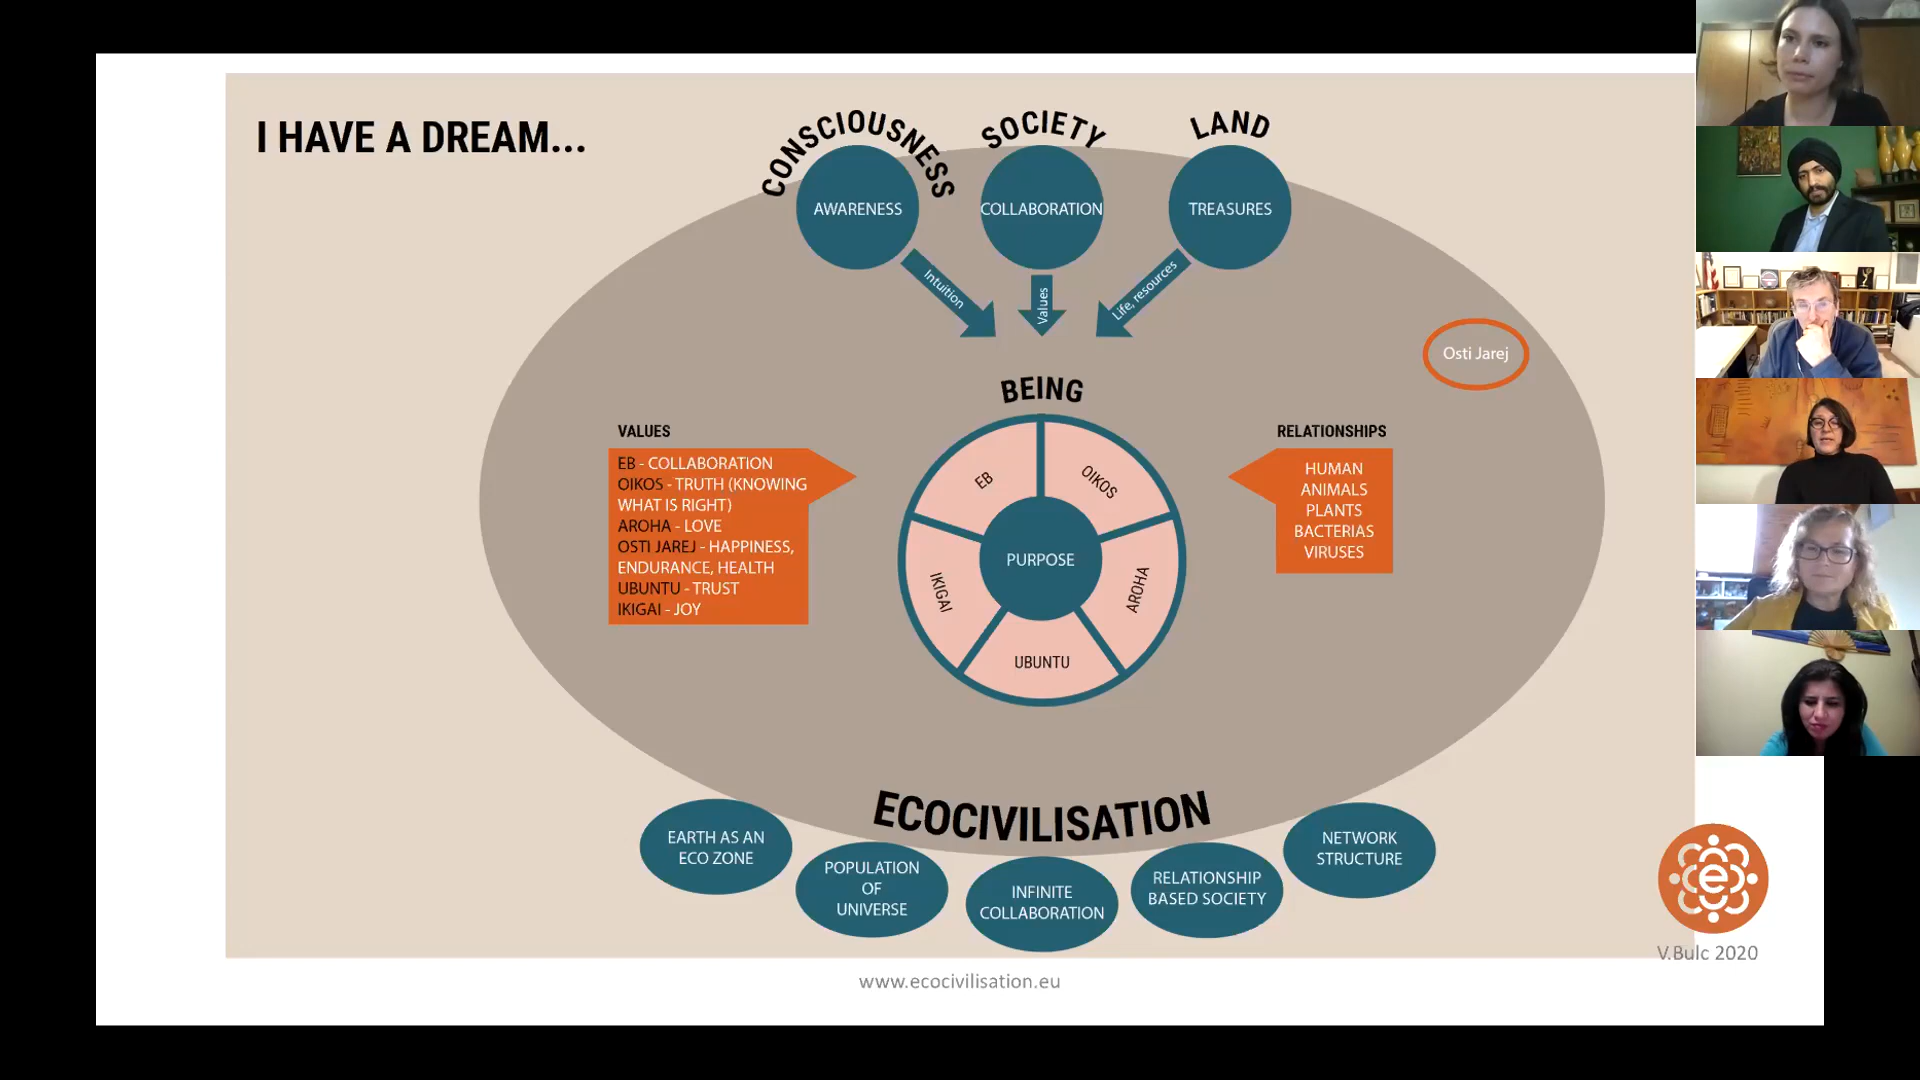 I HAVE A DREAM...
CONSCIOUSNESS
SOCIETY
LAND
AWARENESS
COLLABORATION
TREASURES
Intuition
Values
Life, resources
Osti Jarej
BEING
VALUES
EB - COLLABORATION
OIKOS - TRUTH (KNOWING
WHAT IS RIGHT)
AROHA - LOVE
OSTI JAREJ - HAPPINESS,
ENDURANCE, HEALTH
UBUNTU - TRUST
IKIGAI - JOY
EB
OIKOS
IKIGAI
PURPOSE
AROHA
UBUNTU
RELATIONSHIPS
HUMAN
ANIMALS
PLANTS
BACTERIAS
VIRUSES
ECOCIVILISATION
EARTH AS AN
ECO ZONE
POPULATION
OF
UNIVERSE
INFINITE
COLLABORATION
RELATIONSHIP
BASED SOCIETY
NETWORK
STRUCTURE
e
V.Bulc 2020
www.ecocivilisation.eu